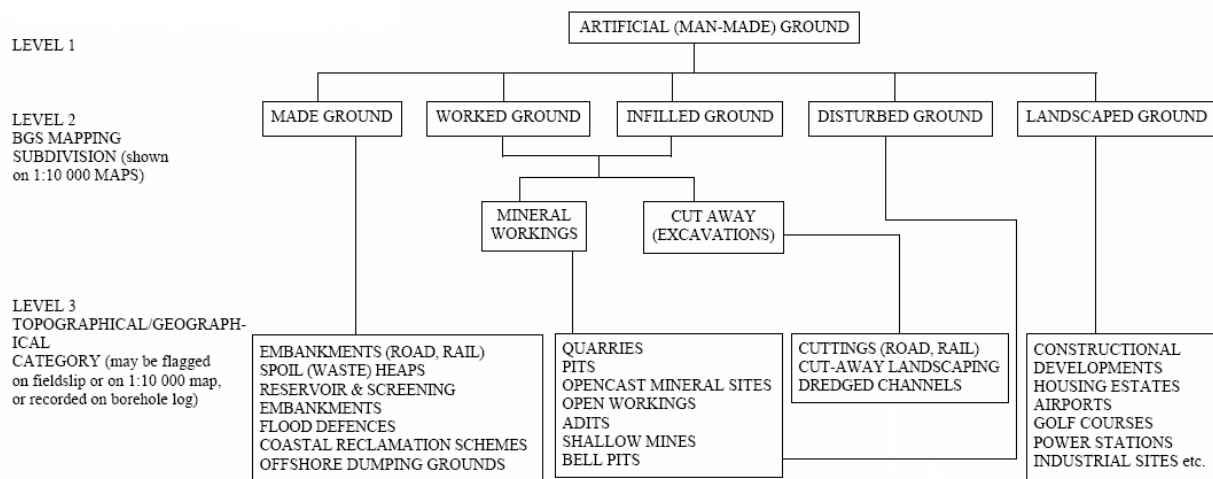 ARTIFICIAL (MAN-MADE) GROUND
LEVEL 1
LEVEL 2
BGS MAPPING
SUBDIVISION (shown
on 1:10 000 MAPS)
MADE GROUND
WORKED GROUND
INFILLED GROUND
DISTURBED GROUND
LANDSCAPED GROUND
MINERAL
WORKINGS
CUT AWAY
(EXCAVATIONS)
LEVEL 3
TOPOGRAPHICAL/GEOGRAPH-
ICAL
CATEGORY (may be flagged
on fieldslip or on 1:10 000 map,
or recorded on borehole log)
EMBANKMENTS (ROAD, RAIL)
SPOIL (WASTE) HEAPS
RESERVOIR & SCREENING
EMBANKMENTS
FLOOD DEFENCES
COASTAL RECLAMATION SCHEMES
OFFSHORE DUMPING GROUNDS
QUARRIES
PITS
OPENCAST MINERAL SITES
OPEN WORKINGS
ADITS
SHALLOW MINES
BELL PITS
CUTTINGS (ROAD, RAIL)
CUT-AWAY LANDSCAPING
DREDGED CHANNELS
CONSTRUCTIONAL
DEVELOPMENTS
HOUSING ESTATES
AIRPORTS
GOLF COURSES
POWER STATIONS
INDUSTRIAL SITES etc.